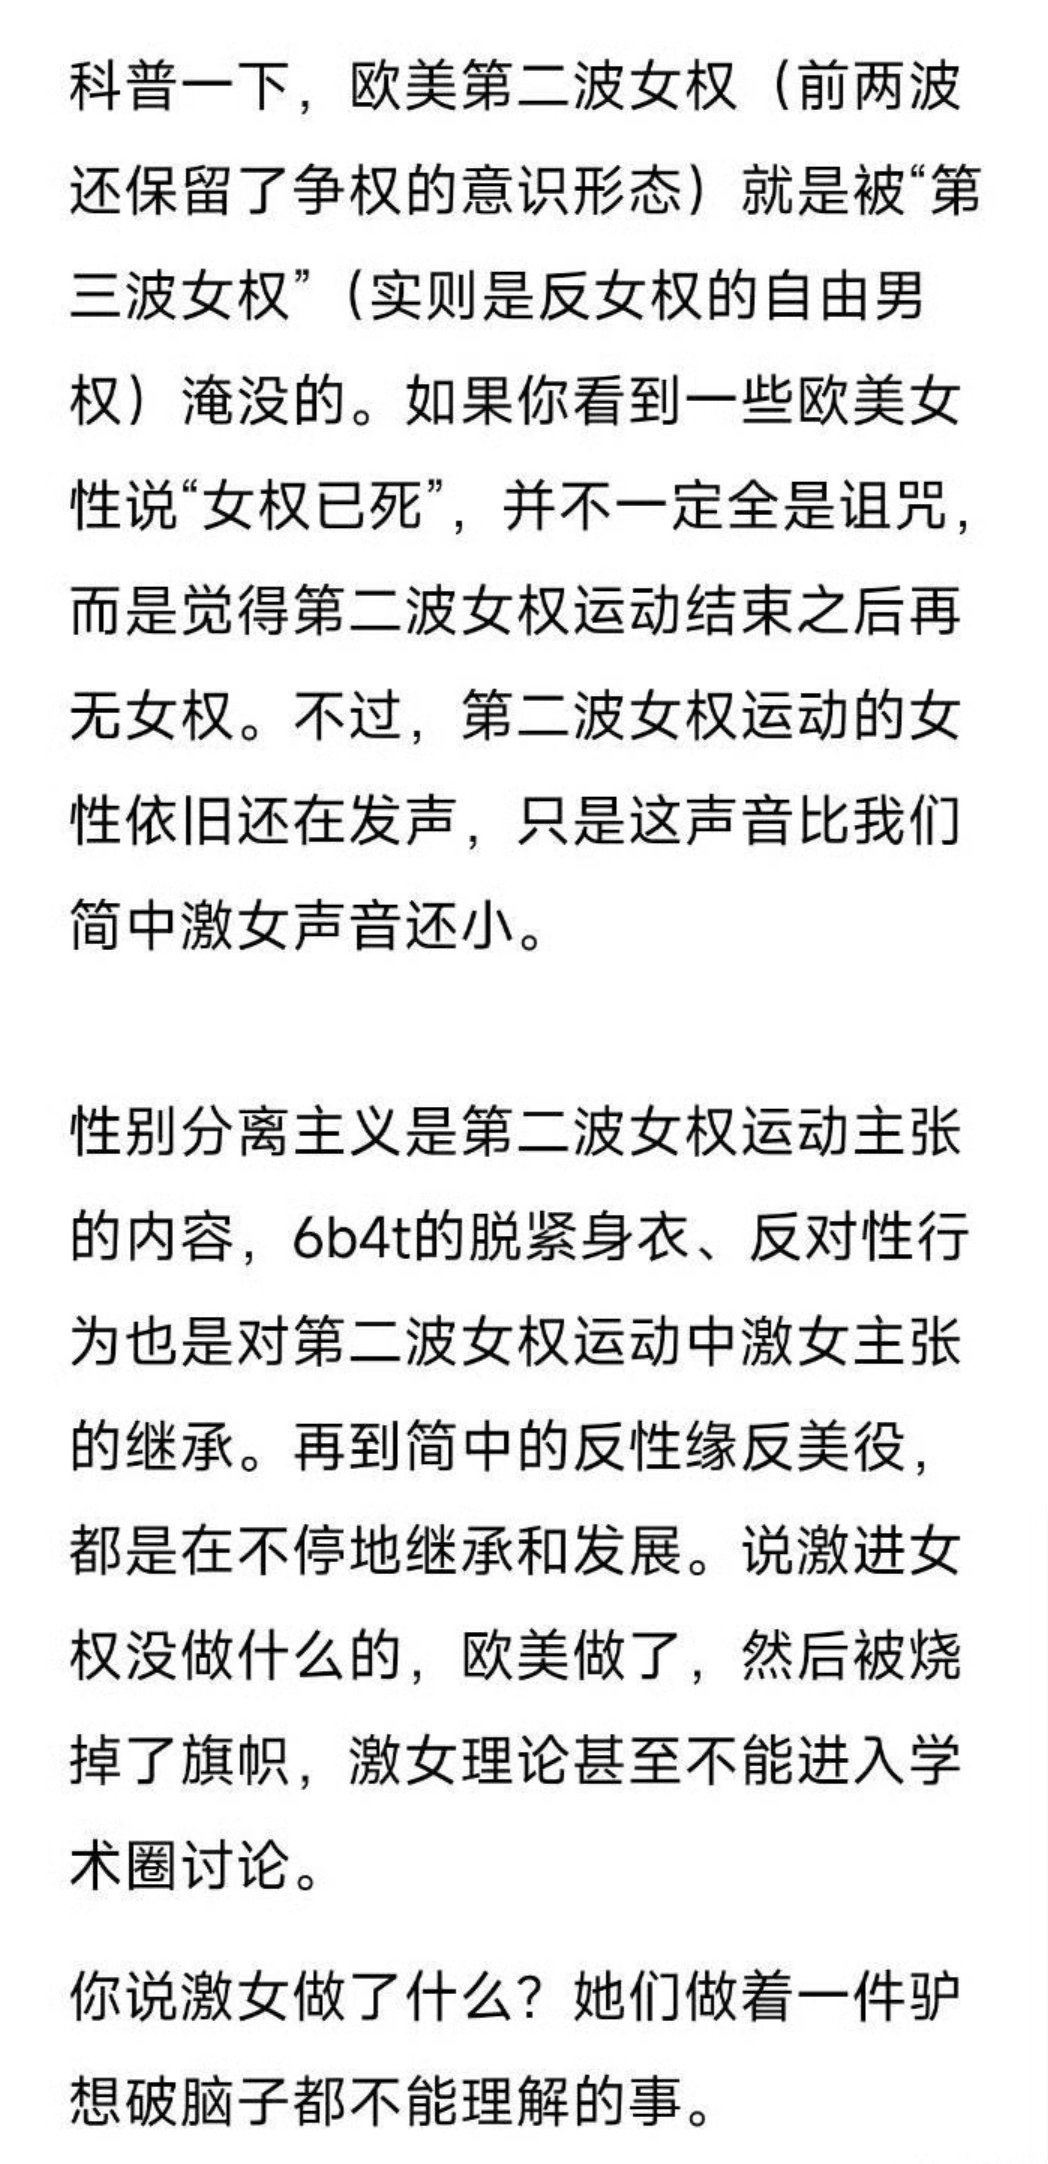 科普一下，欧美第二波女权（前两波
还保留了争权的意识形态）就是被“第
三波女权”（实则是反女权的自由男
权）淹没的。如果你看到一些欧美女
性说“女权已死”，并不一定全是诅咒，
而是觉得第二波女权运动结束之后再
无女权。不过，第二波女权运动的女
性依旧还在发声，只是这声音比我们
简中激女声音还小。
性别分离主义是第二波女权运动主张
的内容，6b4t的脱紧身衣、反对性行
为也是对第二波女权运动中激女主张
的继承。再到简中的反性缘反美役，
都是在不停地继承和发展。说激进女
权没做什么的，欧美做了，然后被烧
掉了旗帜，激女理论甚至不能进入学
术圈讨论。
你说激女做了什么？她们做着一件驴
想破脑子都不能理解的事。